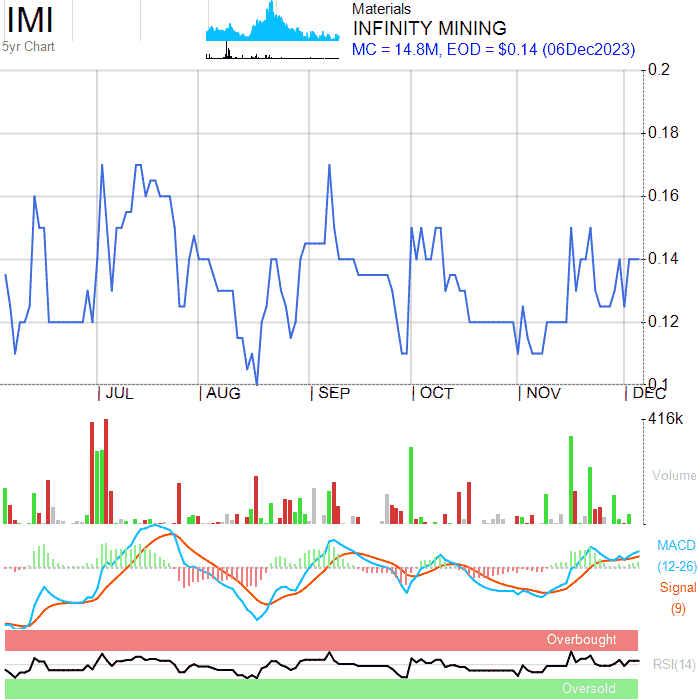 IMI
5yr Chart
Materials
INFINITY MINING
MC = 14.8M, EOD = $0.14 (06Dec2023)
0.2
0.18
0.16
0.14
0.12
0.1
JUL AUG SEP OCT NOV DEC
416k
Volume
MACD
(12-26)
Signal
(9)
Overbought
RSI(14)
Oversold